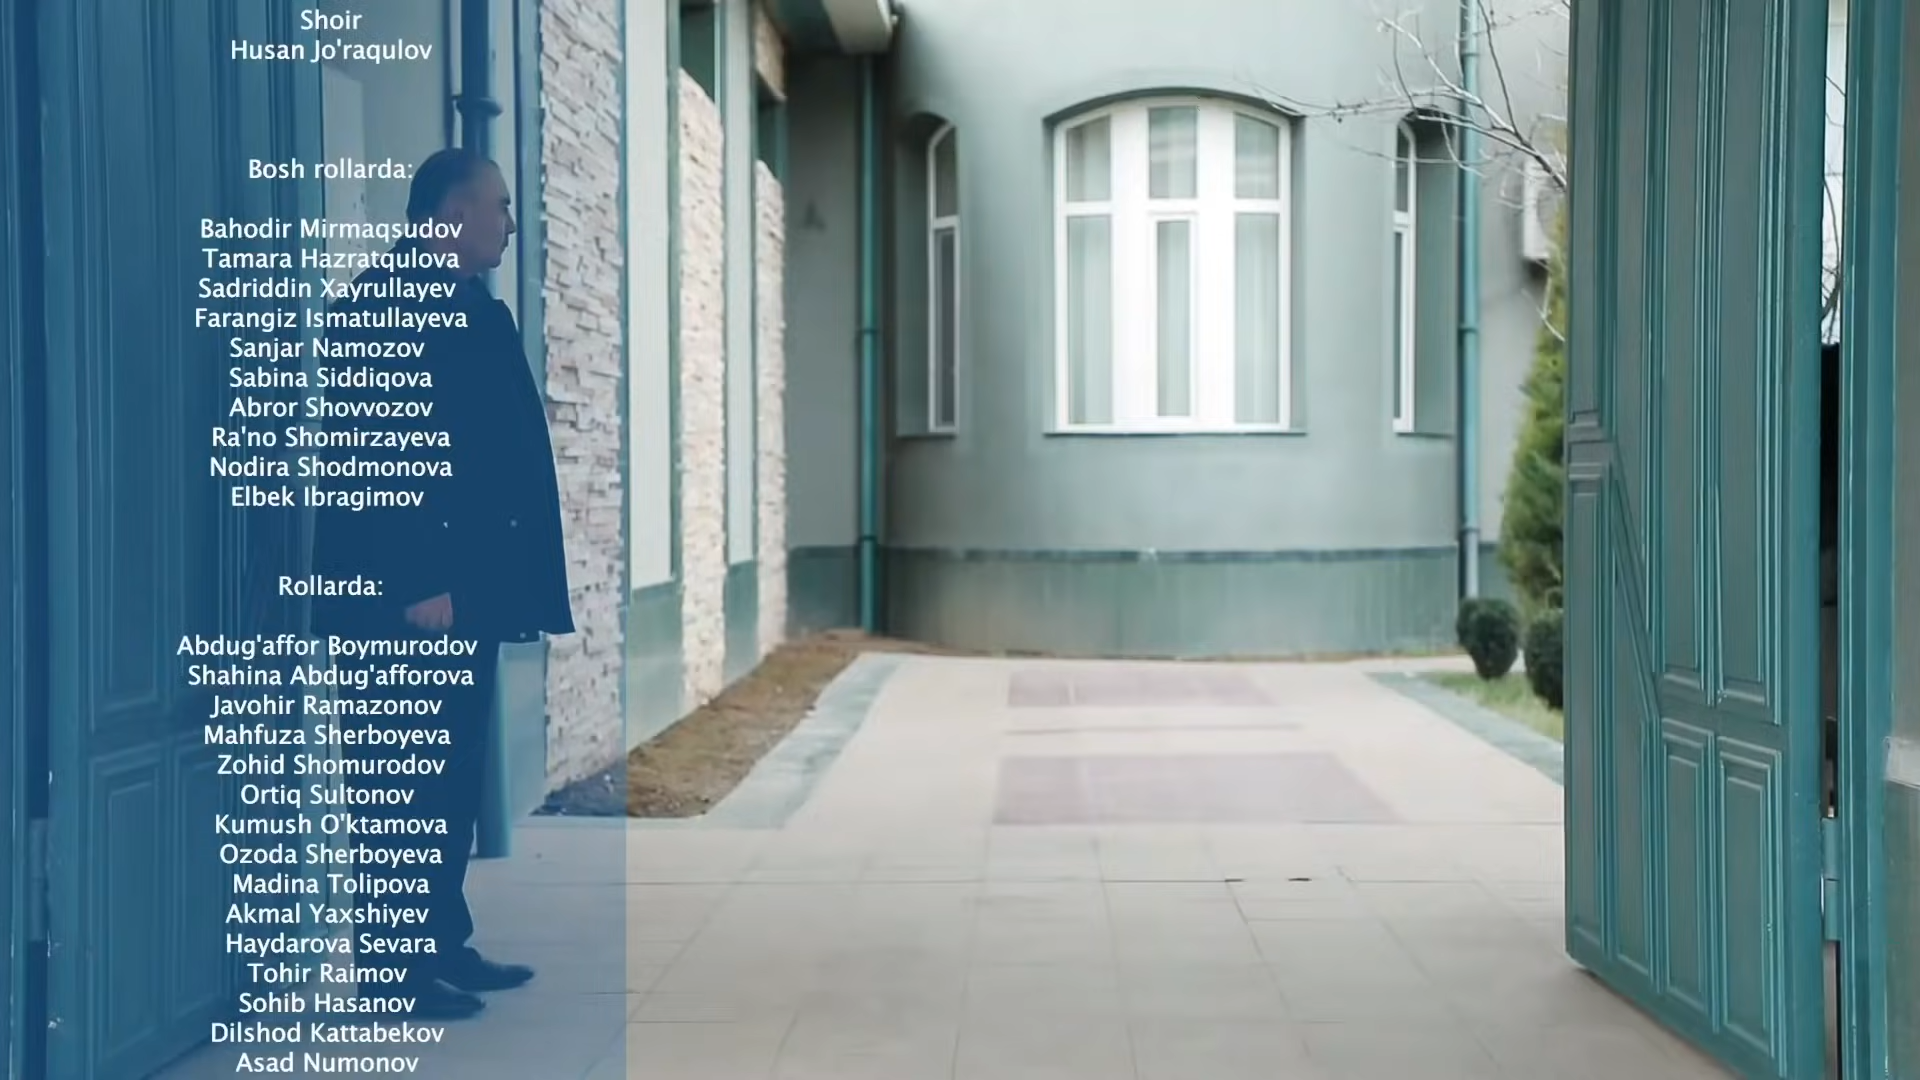 Shoir
Husan Jo'raqulov
Bosh rollarda:
Bahodir Mirmaqsudov
Tamara Hazratqulova
Sadriddin Xayrullayev
Farangiz Ismatullayeva
Sanjar Namozov
Sabina Siddiqova
Abror Shovvozov
Ra'no Shomirzayeva
Nodira Shodmonova
Elbek Ibragimov
Rollarda:
Abdug'affor Boymurodov
Shahina Abdug'afforova
Javohir Ramazonov
Mahfuza Sherboyeva
Zohid Shomurodov
Ortiq Sultonov
Kumush O'ktamova
Ozoda Sherboyeva
Madina Tolipova
Akmal Yaxshiyev
Haydarova Sevara
Tohir Raimov
Sohib Hasanov
Dilshod Kattabekov
Asad Numonov